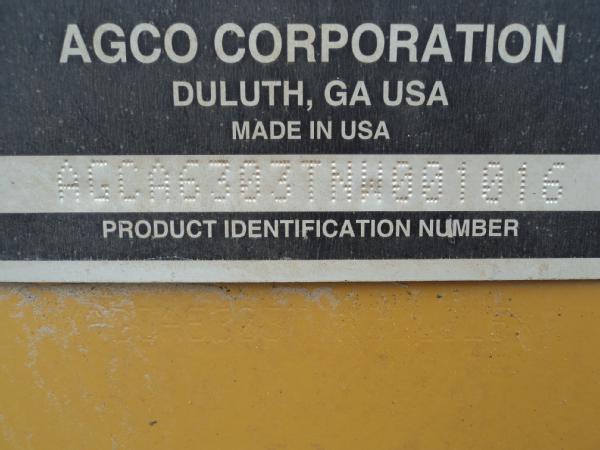 AGCO CORPORATION
DULUTH, GA USA
MADE IN USA
AGCA6303TNW001016
PRODUCT IDENTIFICATION NUMBER